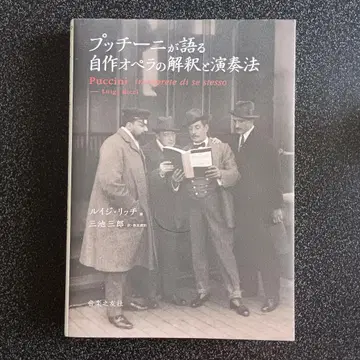 プッチーニが語る
自作オペラの解釈と演奏法
Puccini interprete di se stesso
Luigi Ricci
ルイジ・リッチ 著
三池三郎
音楽之友社